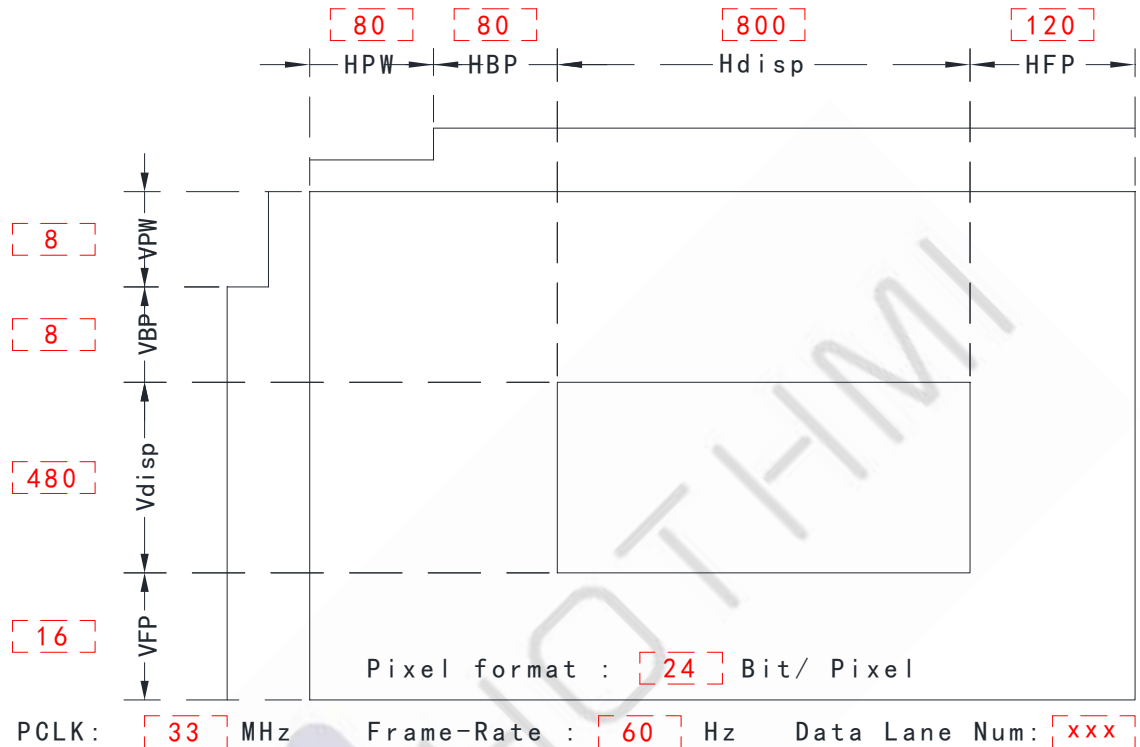 80 80 800 120
HPW HBP Hdisp HFP
8 VPW
8 VBP
480 Vdisp
16 VFP
Pixel format : 24 Bit/ Pixel
PCLK: 33 MHz Frame-Rate : 60 Hz Data Lane Num: xxx
HOTHMI